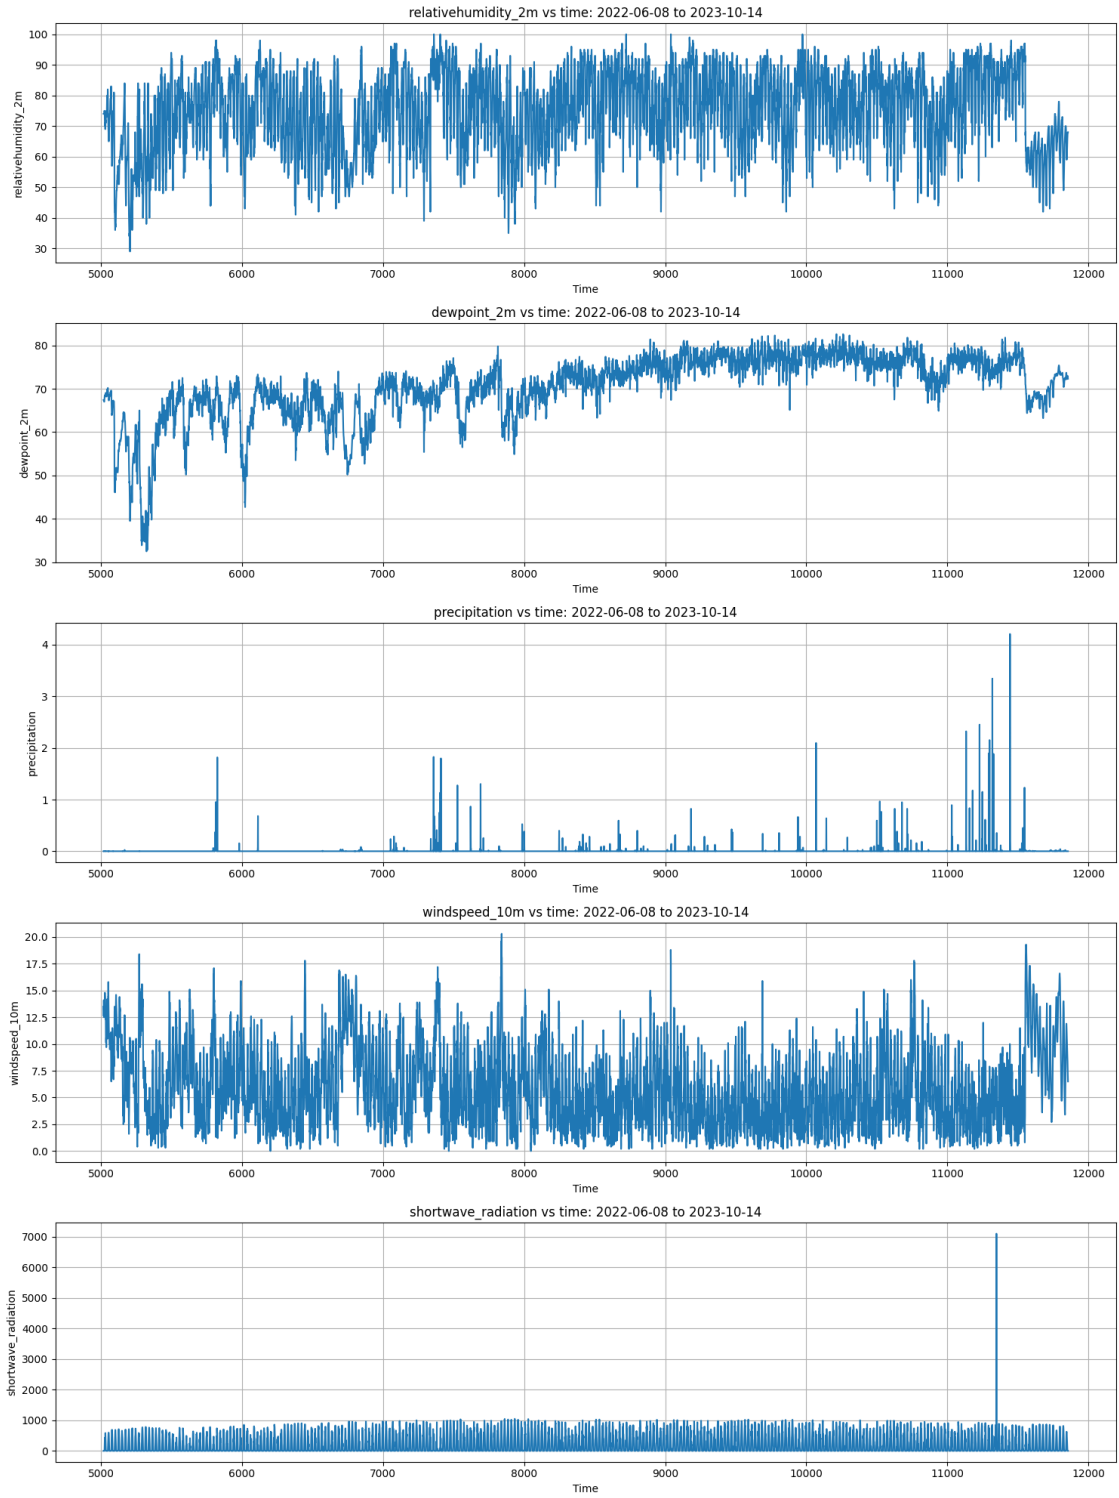 relativehumidity_2m vs time: 2022-06-08 to 2023-10-14
relativehumidity_2m
100
90
80
70
60
50
40
30
5000 6000 7000 8000 9000 10000 11000 12000
Time
dewpoint_2m vs time: 2022-06-08 to 2023-10-14
dewpoint_2m
80
70
60
50
40
30
5000 6000 7000 8000 9000 10000 11000 12000
Time
precipitation vs time: 2022-06-08 to 2023-10-14
precipitation
4
3
2
1
0
5000 6000 7000 8000 9000 10000 11000 12000
Time
windspeed_10m vs time: 2022-06-08 to 2023-10-14
windspeed_10m
20.0
17.5
15.0
12.5
10.0
7.5
5.0
2.5
0.0
5000 6000 7000 8000 9000 10000 11000 12000
Time
shortwave_radiation vs time: 2022-06-08 to 2023-10-14
shortwave_radiation
7000
6000
5000
4000
3000
2000
1000
0
5000 6000 7000 8000 9000 10000 11000 12000
Time